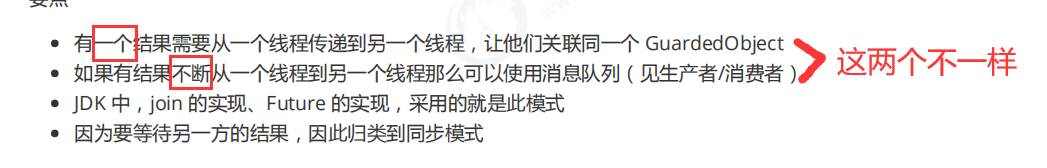 有一个结果需要从一个线程传递到另一个线程，让他们关联同一个 GuardedObject
如果有结果不断从一个线程到另一个线程那么可以使用消息队列（见生产者/消费者）
这两个不一样
JDK 中，join 的实现、Future 的实现，采用的就是此模式
因为要等待另一方的结果，因此归类到同步模式